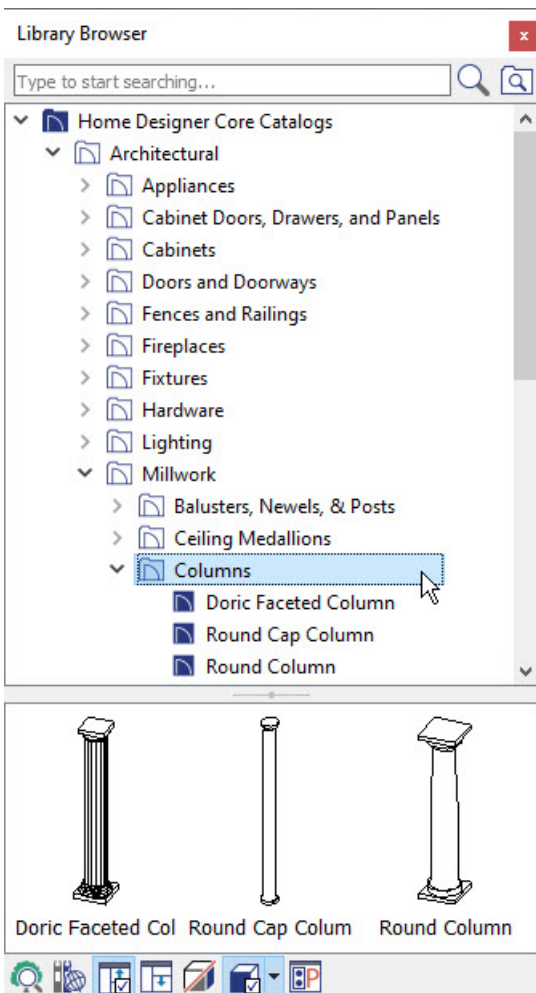 Library Browser
x
Type to start searching...
Home Designer Core Catalogs
Architectural
Appliances
Cabinet Doors, Drawers, and Panels
Cabinets
Doors and Doorways
Fences and Railings
Fireplaces
Fixtures
Hardware
Lighting
Millwork
Balusters, Newels, & Posts
Ceiling Medallions
Columns
Doric Faceted Column
Round Cap Column
Round Column
Doric Faceted Col Round Cap Colum Round Column
P